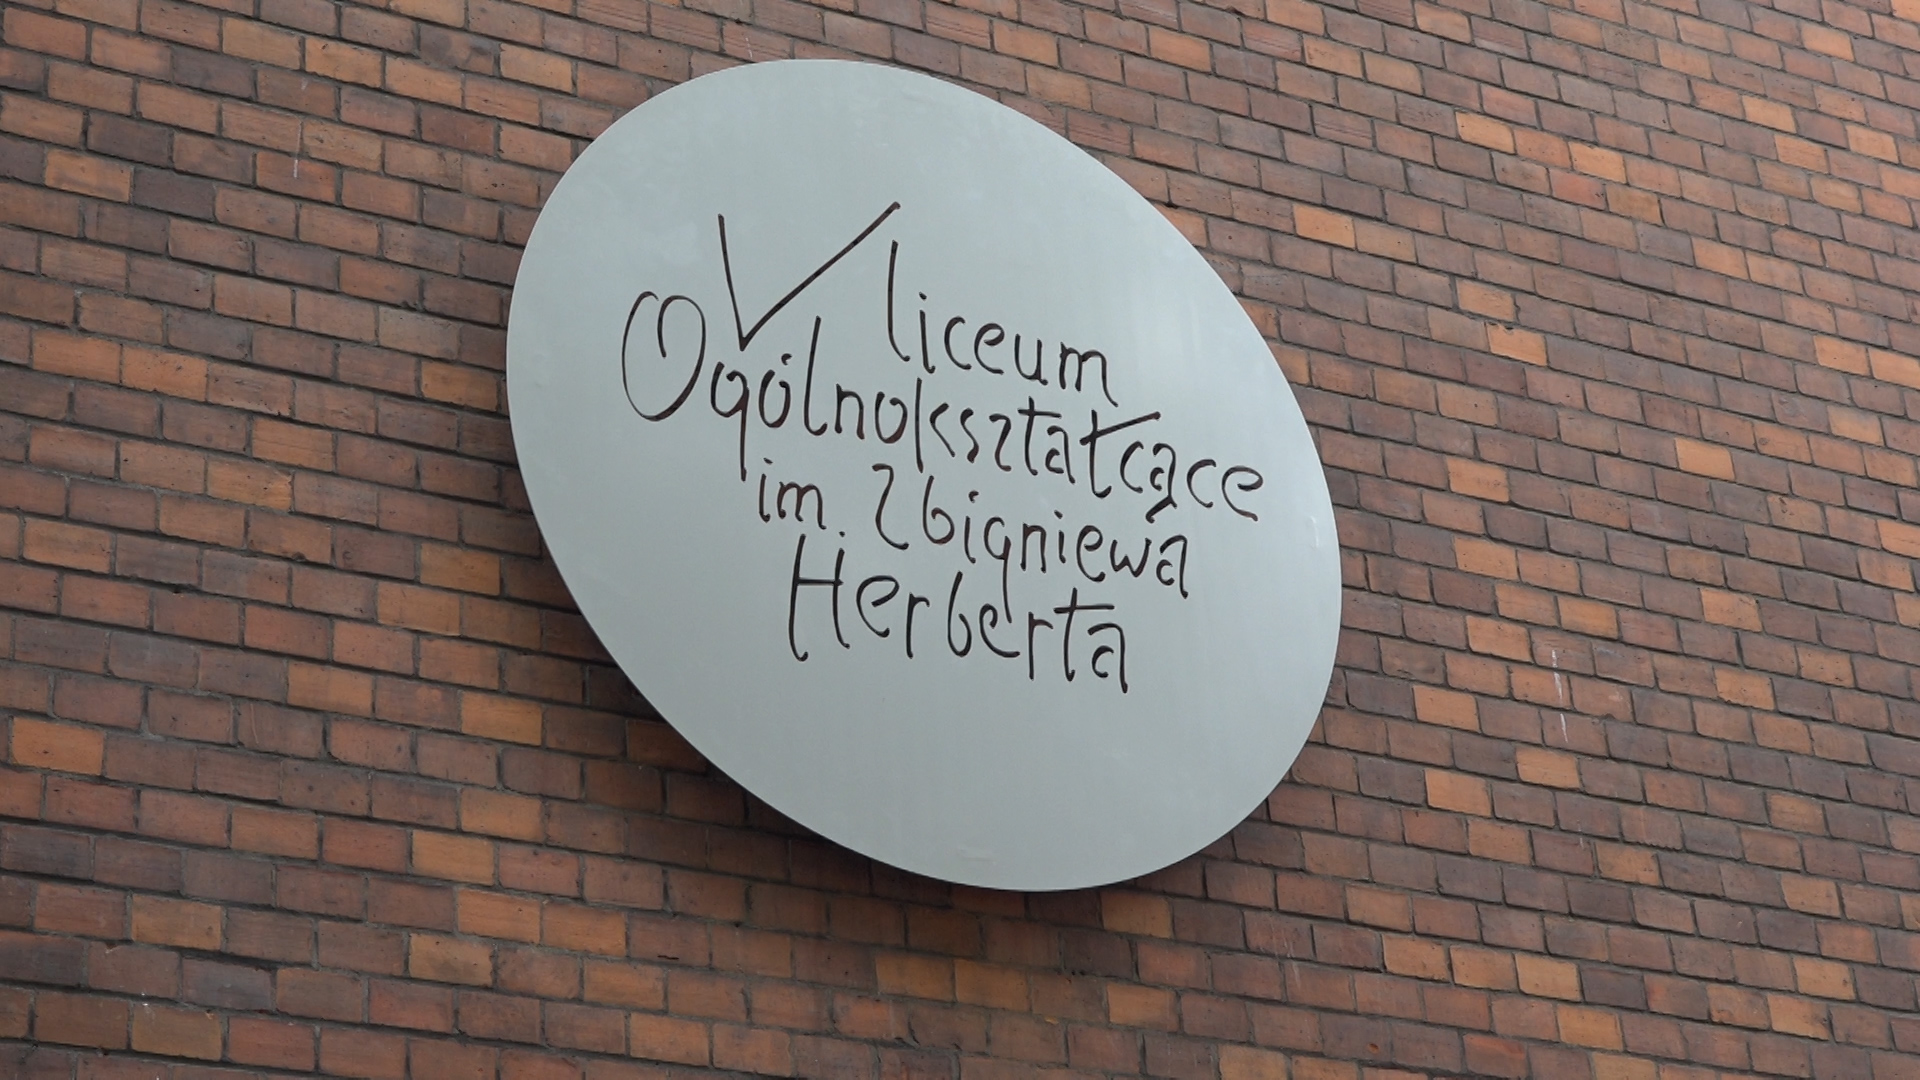 V liceum
Ogólnokształcące
im. Zbigniewa
Herberta